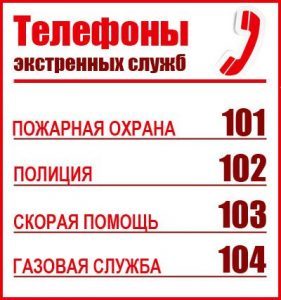 Телефоны
экстренных служб
ПОЖАРНАЯ ОХРАНА 101
ПОЛИЦИЯ 102
СКОРАЯ ПОМОЩЬ 103
ГАЗОВАЯ СЛУЖБА 104